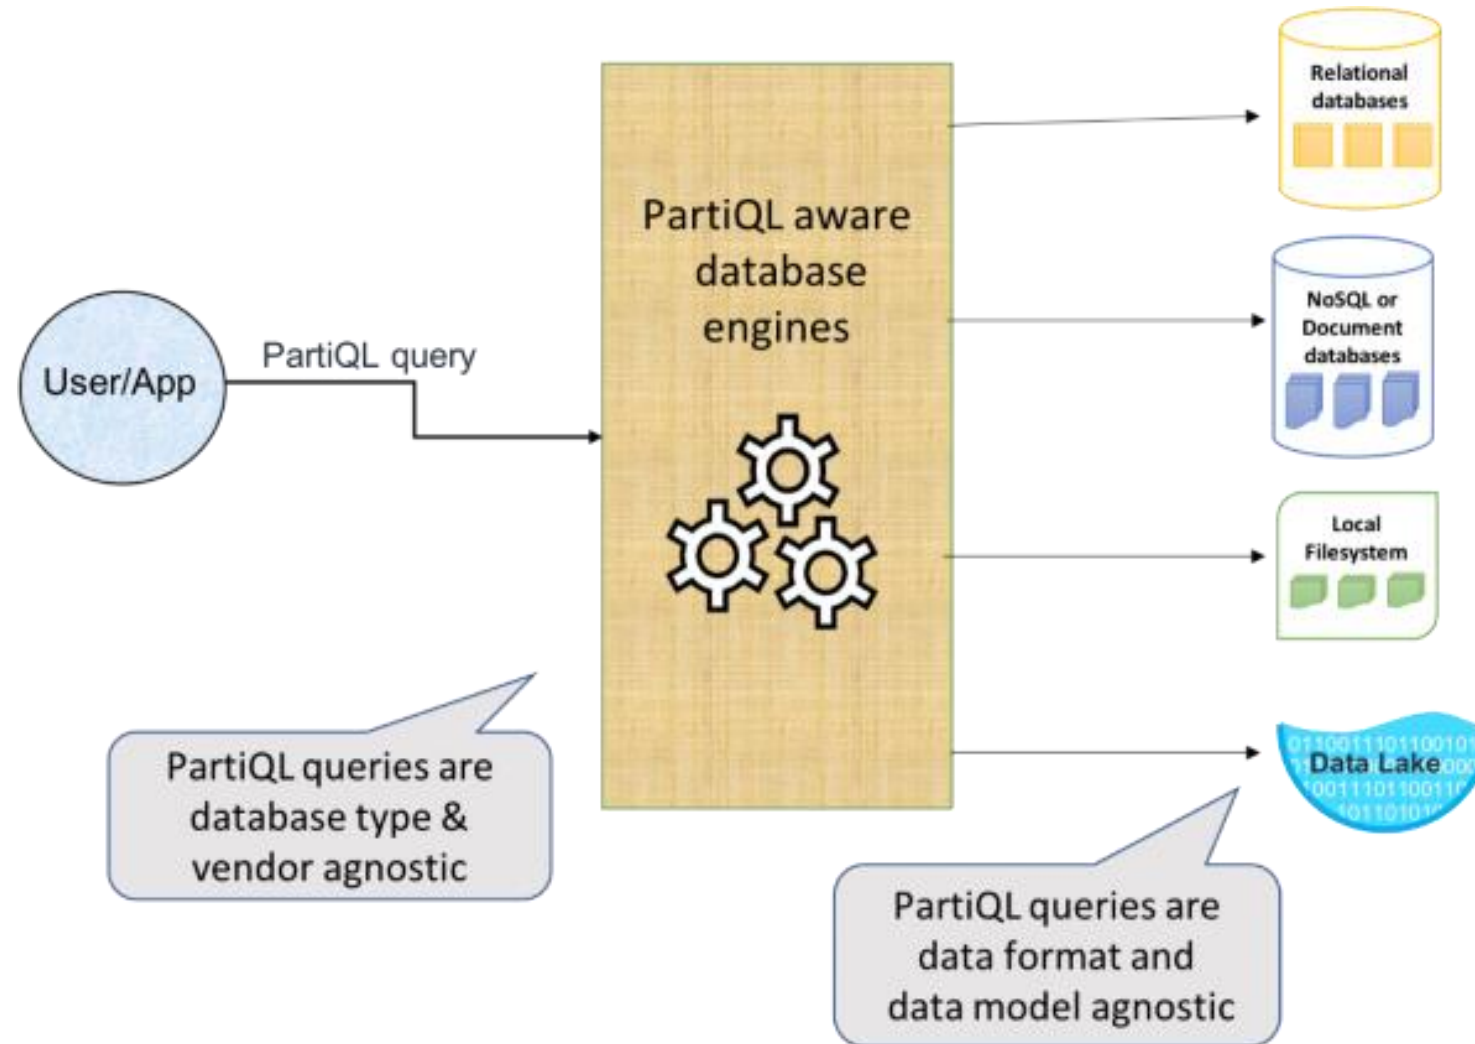 User/App
PartiQL query
PartiQL aware
database
engines
Relational
databases
NoSQL or
Document
databases
Local
Filesystem
Data Lake
PartiQL queries are
database type &
vendor agnostic
PartiQL queries are
data format and
data model agnostic